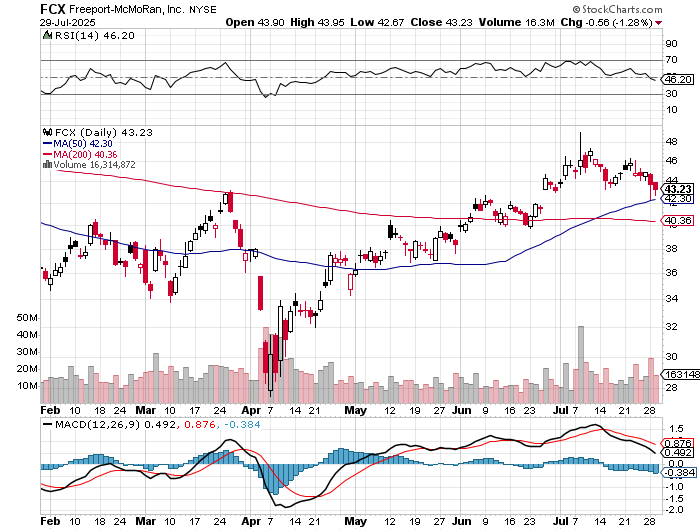 FCX Freeport-McMoRan, Inc. NYSE
© StockCharts.com
29-Jul-2025
Open 43.90 High 43.95 Low 42.67 Close 43.23 Volume 16.3M Chg -0.56 (-1.28%)
RSI(14) 46.20
90
70
46.20
30
10
FCX (Daily) 43.23
MA(50) 42.30
MA(200) 40.36
Volume 16,314,872
48
46
44
43.23
42.30
40.36
38
36
34
32
30
28
50M
40M
30M
20M
10M
16314872
Feb 10 18 24 Mar 10 17 24 Apr 7 14 21 May 12 19 27 Jun 9 16 23 Jul 7 14 21 28
MACD(12,26,9) 0.492, 0.876, -0.384
1.5
0.876
0.492
0.0
-0.384
-1.0
-1.5
-2.0
Feb 10 18 24 Mar 10 17 24 Apr 7 14 21 May 12 19 27 Jun 9 16 23 Jul 7 14 21 28